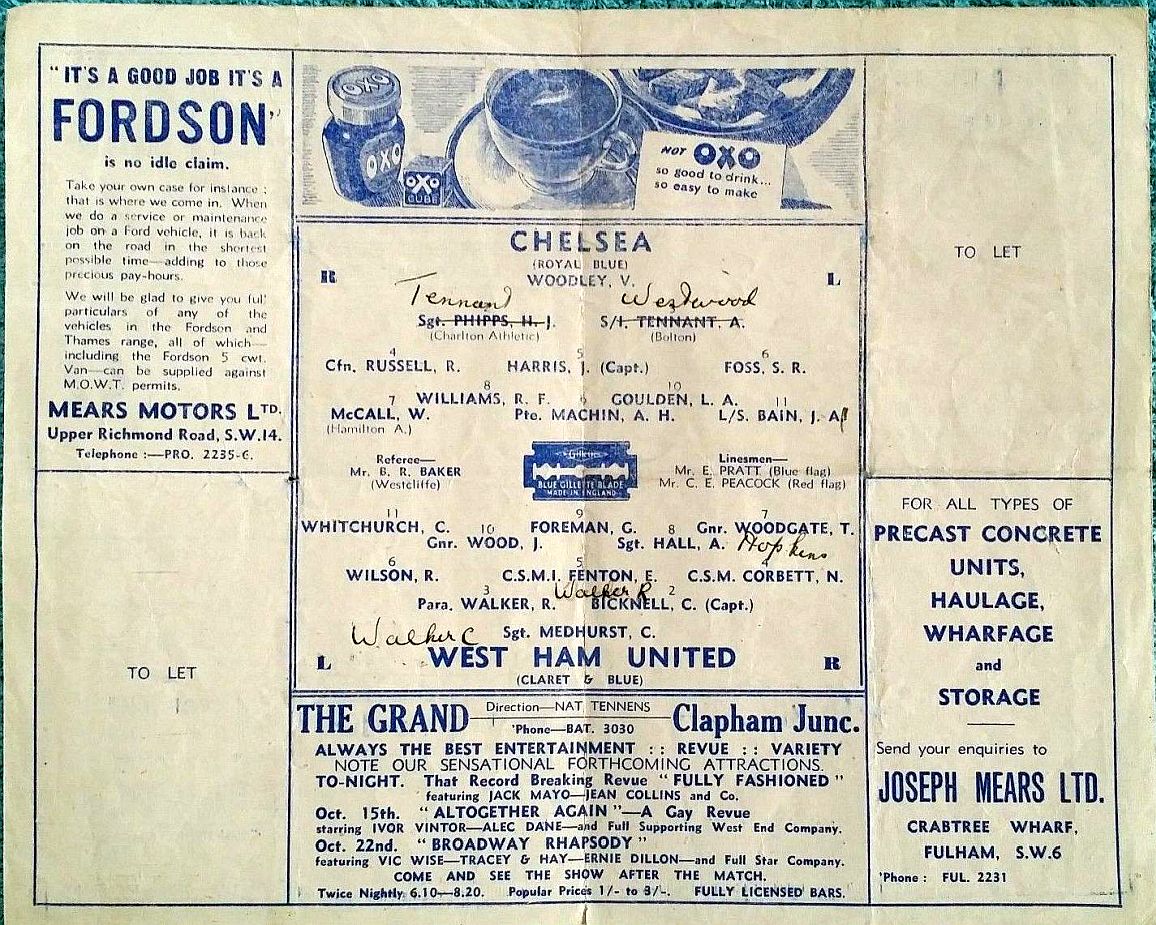 "IT'S A GOOD JOB IT'S A
FORDSON"
is no idle claim.
Take your own case for instance :
that is where we come in. When
we do a service or maintenance
job on a Ford vehicle, it is back
on the road in the shortest
possible time—adding to those
precious pay-hours.
We will be glad to give you full
particulars of any of the
vehicles in the Fordson and
Thames range, all of which—
including the Fordson 5 cwt.
Van—can be supplied against
M.O.W.T. permits.
MEARS MOTORS LTD.
Upper Richmond Road, S.W.14.
Telephone :—PRO. 2235-6.
TO LET
OXO
OXO
OXO
CUBE
HOT OXO
so good to drink...
so easy to make
CHELSEA
(ROYAL BLUE)
R WOODLEY, V. L
Tennant Westwood
Sgt. PHIPPS, H. J. S/I. TENNANT, A.
(Charlton Athletic) (Bolton)
4 5 6
Cfn. RUSSELL, R. HARRIS, J. (Capt.) FOSS, S. R.
8 10
WILLIAMS, R. F. GOULDEN, L. A.
7 9 11
McCALL, W. Pte. MACHIN, A. H. L/S. BAIN, J. A.
(Hamilton A.)
Referee—
Mr. B. R. BAKER
(Westcliffe)
Gillette
BLUE GILLETTE BLADE
MADE IN ENGLAND
Linesmen—
Mr. E. PRATT (Blue flag)
Mr. C. E. PEACOCK (Red flag)
11 9 7
WHITCHURCH, C. FOREMAN, G. Gnr. WOODGATE, T.
10 8
Gnr. WOOD, J. Sgt. HALL, A. Hopkins
6 5 4
WILSON, R. C.S.M.I. FENTON, E. C.S.M. CORBETT, N.
3 Walker R 2
Para. WALKER, R. BICKNELL, C. (Capt.)
Walker C Sgt. MEDHURST, C.
L WEST HAM UNITED R
(CLARET & BLUE)
THE GRAND Direction—NAT TENNENS Clapham Junc.
'Phone—BAT. 3030
ALWAYS THE BEST ENTERTAINMENT :: REVUE :: VARIETY
NOTE OUR SENSATIONAL FORTHCOMING ATTRACTIONS.
TO-NIGHT. That Record Breaking Revue "FULLY FASHIONED"
featuring JACK MAYO—JEAN COLLINS and Co.
Oct. 15th. "ALTOGETHER AGAIN"—A Gay Revue
starring IVOR VINTOR—ALEC DANE—and Full Supporting West End Company.
Oct. 22nd. "BROADWAY RHAPSODY"
featuring VIC WISE—TRACEY & HAY—ERNIE DILLON—and Full Star Company.
COME AND SEE THE SHOW AFTER THE MATCH.
Twice Nightly 6.10—8.20. Popular Prices 1/- to 3/-. FULLY LICENSED BARS.
TO LET
FOR ALL TYPES OF
PRECAST CONCRETE
UNITS,
HAULAGE,
WHARFAGE
and
STORAGE
Send your enquiries to
JOSEPH MEARS LTD.
CRABTREE WHARF,
FULHAM, S.W.6
'Phone : FUL. 2231